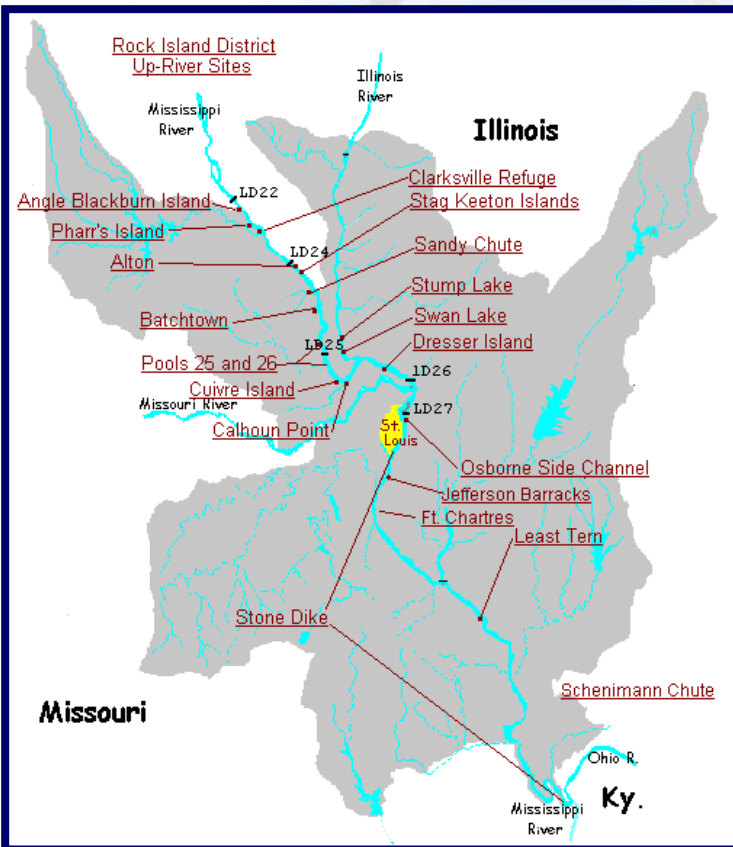 Rock Island District
Up-River Sites
Illinois
River
Mississippi
River
Illinois
LD22
Angle Blackburn Island
Clarksville Refuge
Stag Keeton Islands
Pharr's Island
LD24
Sandy Chute
Alton
Stump Lake
Batchtown
Swan Lake
LD25
Dresser Island
Pools 25 and 26
1D26
Cuivre Island
Missouri River
LD27
Calhoun Point
St.
Louis
Osborne Side Channel
Jefferson Barracks
Ft. Chartres
Least Tern
Stone Dike
Schenimann Chute
Missouri
Ohio R.
Ky.
Mississippi
River